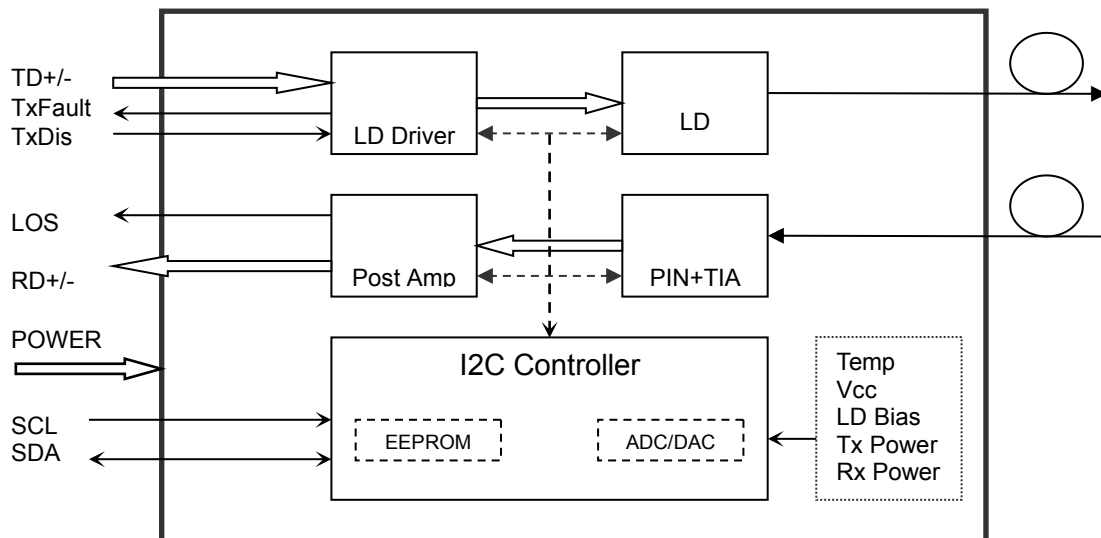 TD+/-
TxFault
TxDis
LD Driver
LD
LOS
RD+/-
Post Amp
PIN+TIA
POWER
I2C Controller
SCL
SDA
EEPROM
ADC/DAC
Temp
Vcc
LD Bias
Tx Power
Rx Power